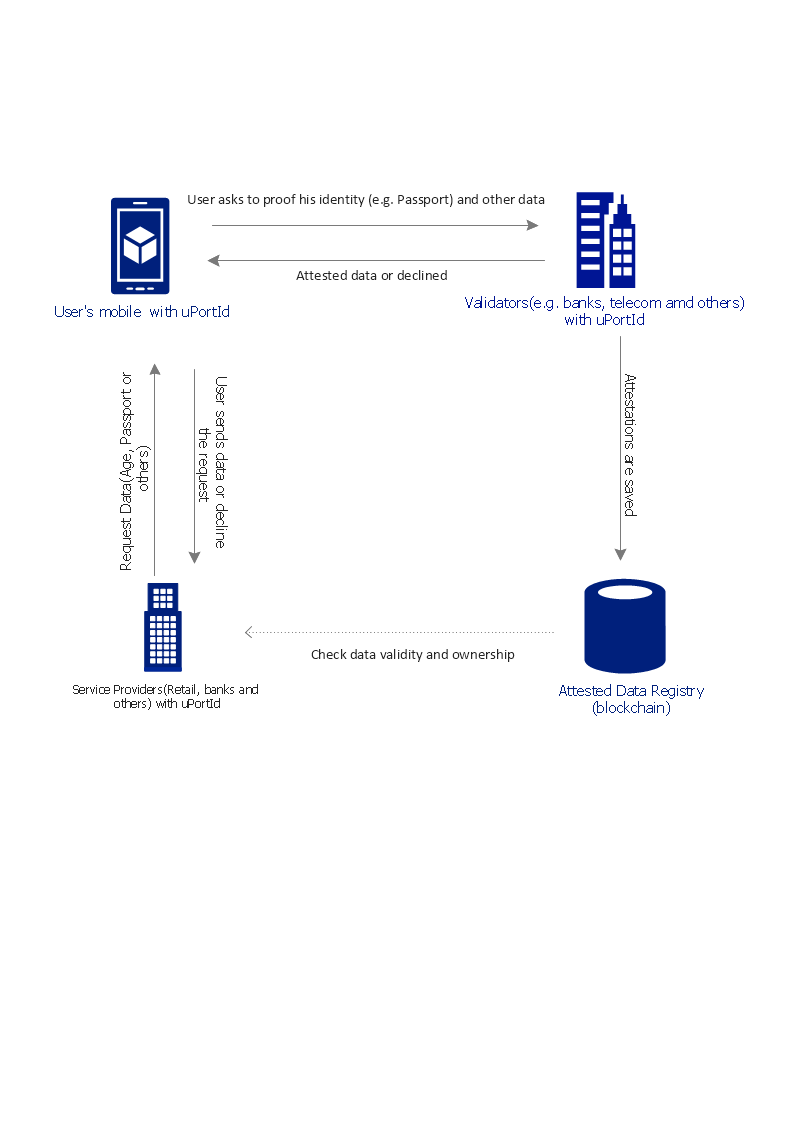 User asks to proof his identity (e.g. Passport) and other data
Attested data or declined
User's mobile with uPortId
Validators(e.g. banks, telecom amd others)
with uPortId
Request Data(Age, Passport or
others)
User sends data or decline
the request
Attestations are saved
Check data validity and ownership
Service Providers(Retail, banks and
others) with uPortId
Attested Data Registry
(blockchain)